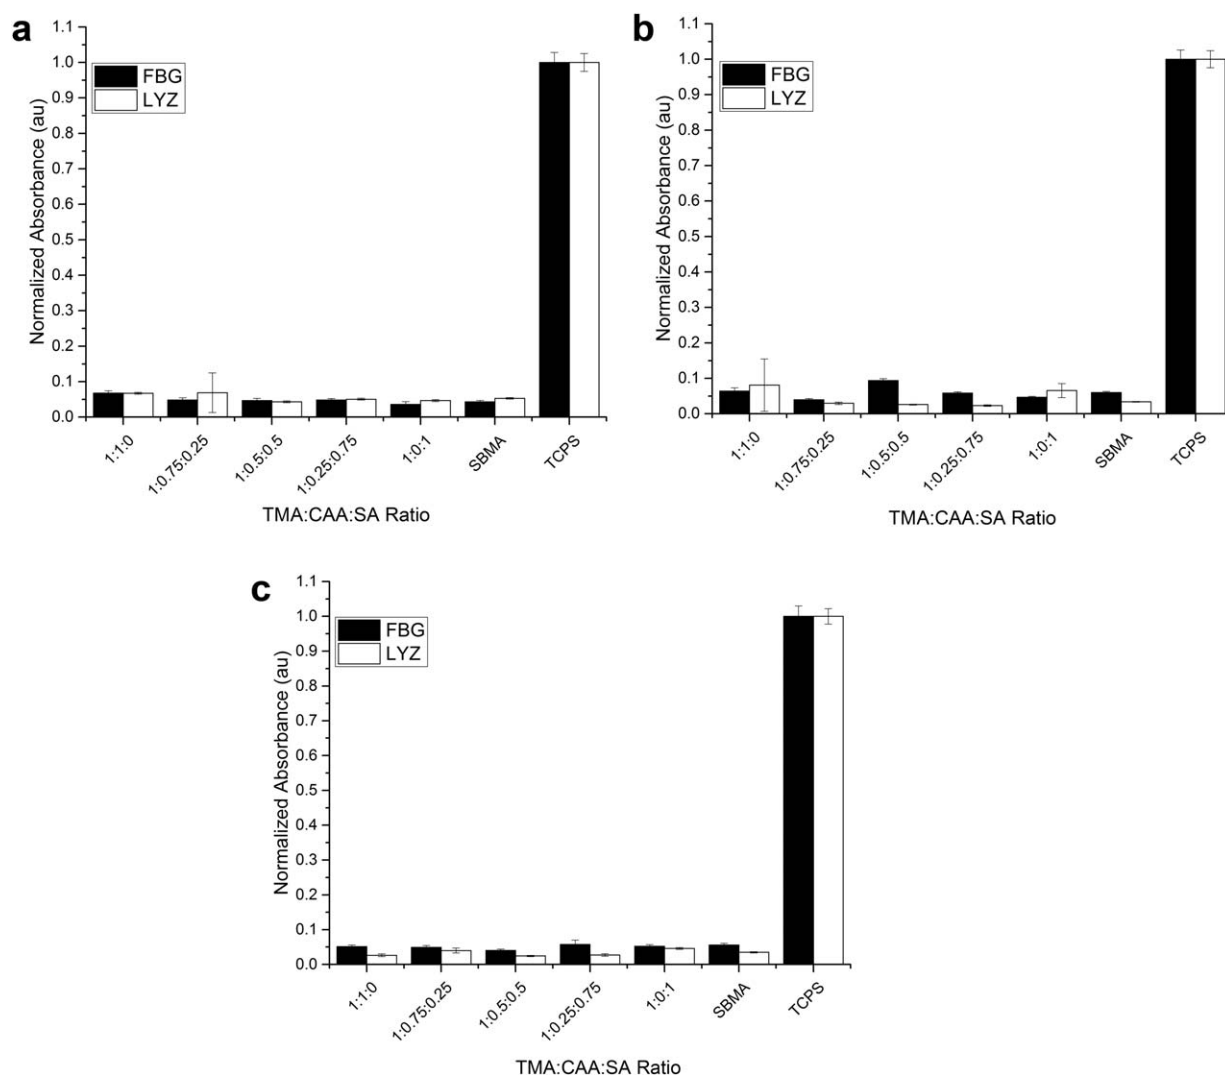 a
Normalized Absorbance (au)
1.1
1.0
0.9
0.8
0.7
0.6
0.5
0.4
0.3
0.2
0.1
0.0
FBG
LYZ
1:1:0
1:0.75:0.25
1:0.5:0.5
1:0.25:0.75
1:0:1
SBMA
TCPS
TMA:CAA:SA Ratio
b
Normalized Absorbance (au)
1.1
1.0
0.9
0.8
0.7
0.6
0.5
0.4
0.3
0.2
0.1
0.0
FBG
LYZ
1:1:0
1:0.75:0.25
1:0.5:0.5
1:0.25:0.75
1:0:1
SBMA
TCPS
TMA:CAA:SA Ratio
c
Normalized Absorbance (au)
1.1
1.0
0.9
0.8
0.7
0.6
0.5
0.4
0.3
0.2
0.1
0.0
FBG
LYZ
1:1:0
1:0.75:0.25
1:0.5:0.5
1:0.25:0.75
1:0:1
SBMA
TCPS
TMA:CAA:SA Ratio